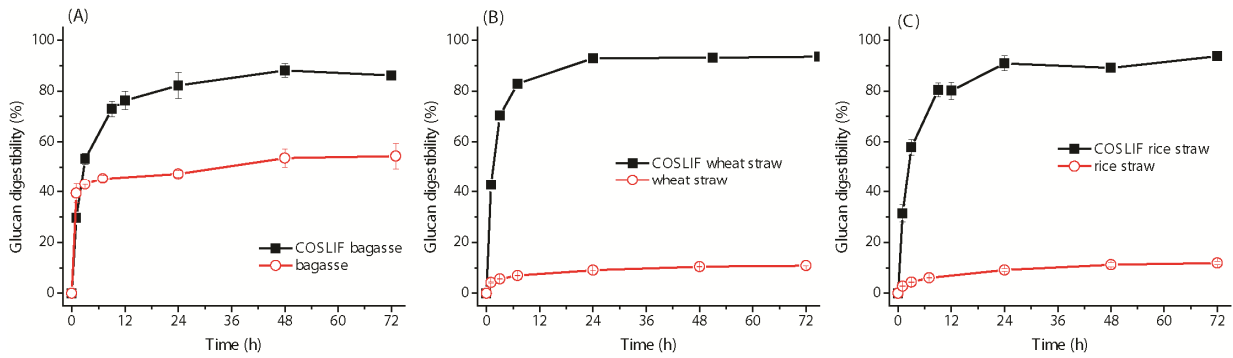 (A)
100
80
60
40
20
0
Glucan digestibility (%)
COSLIF bagasse
bagasse
0 12 24 36 48 60 72
Time (h)
(B)
100
80
60
40
20
0
Glucan digestibility (%)
COSLIF wheat straw
wheat straw
0 12 24 36 48 60 72
Time (h)
(C)
100
80
60
40
20
0
Glucan digestibility (%)
COSLIF rice straw
rice straw
0 12 24 36 48 60 72
Time (h)